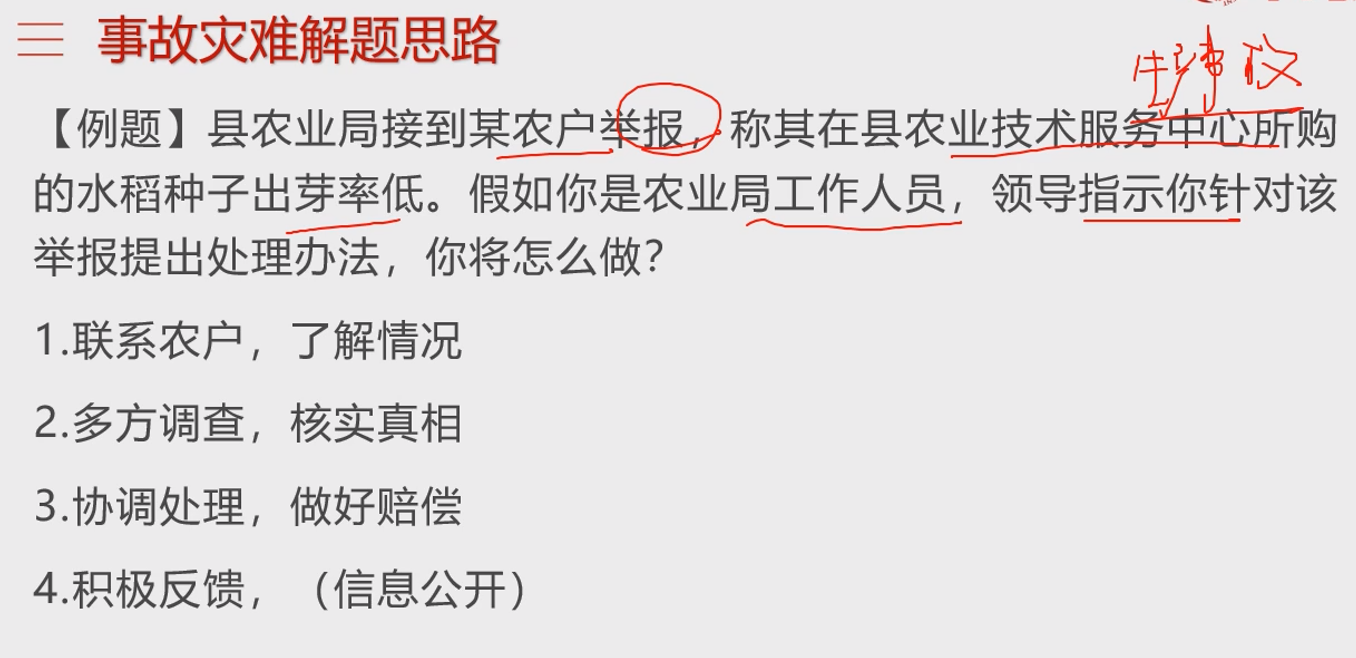 事故灾难解题思路
【例题】县农业局接到某农户举报，称其在县农业技术服务中心所购
的水稻种子出芽率低。假如你是农业局工作人员，领导指示你针对该
举报提出处理办法，你将怎么做？
1.联系农户，了解情况
2.多方调查，核实真相
3.协调处理，做好赔偿
4.积极反馈，（信息公开）